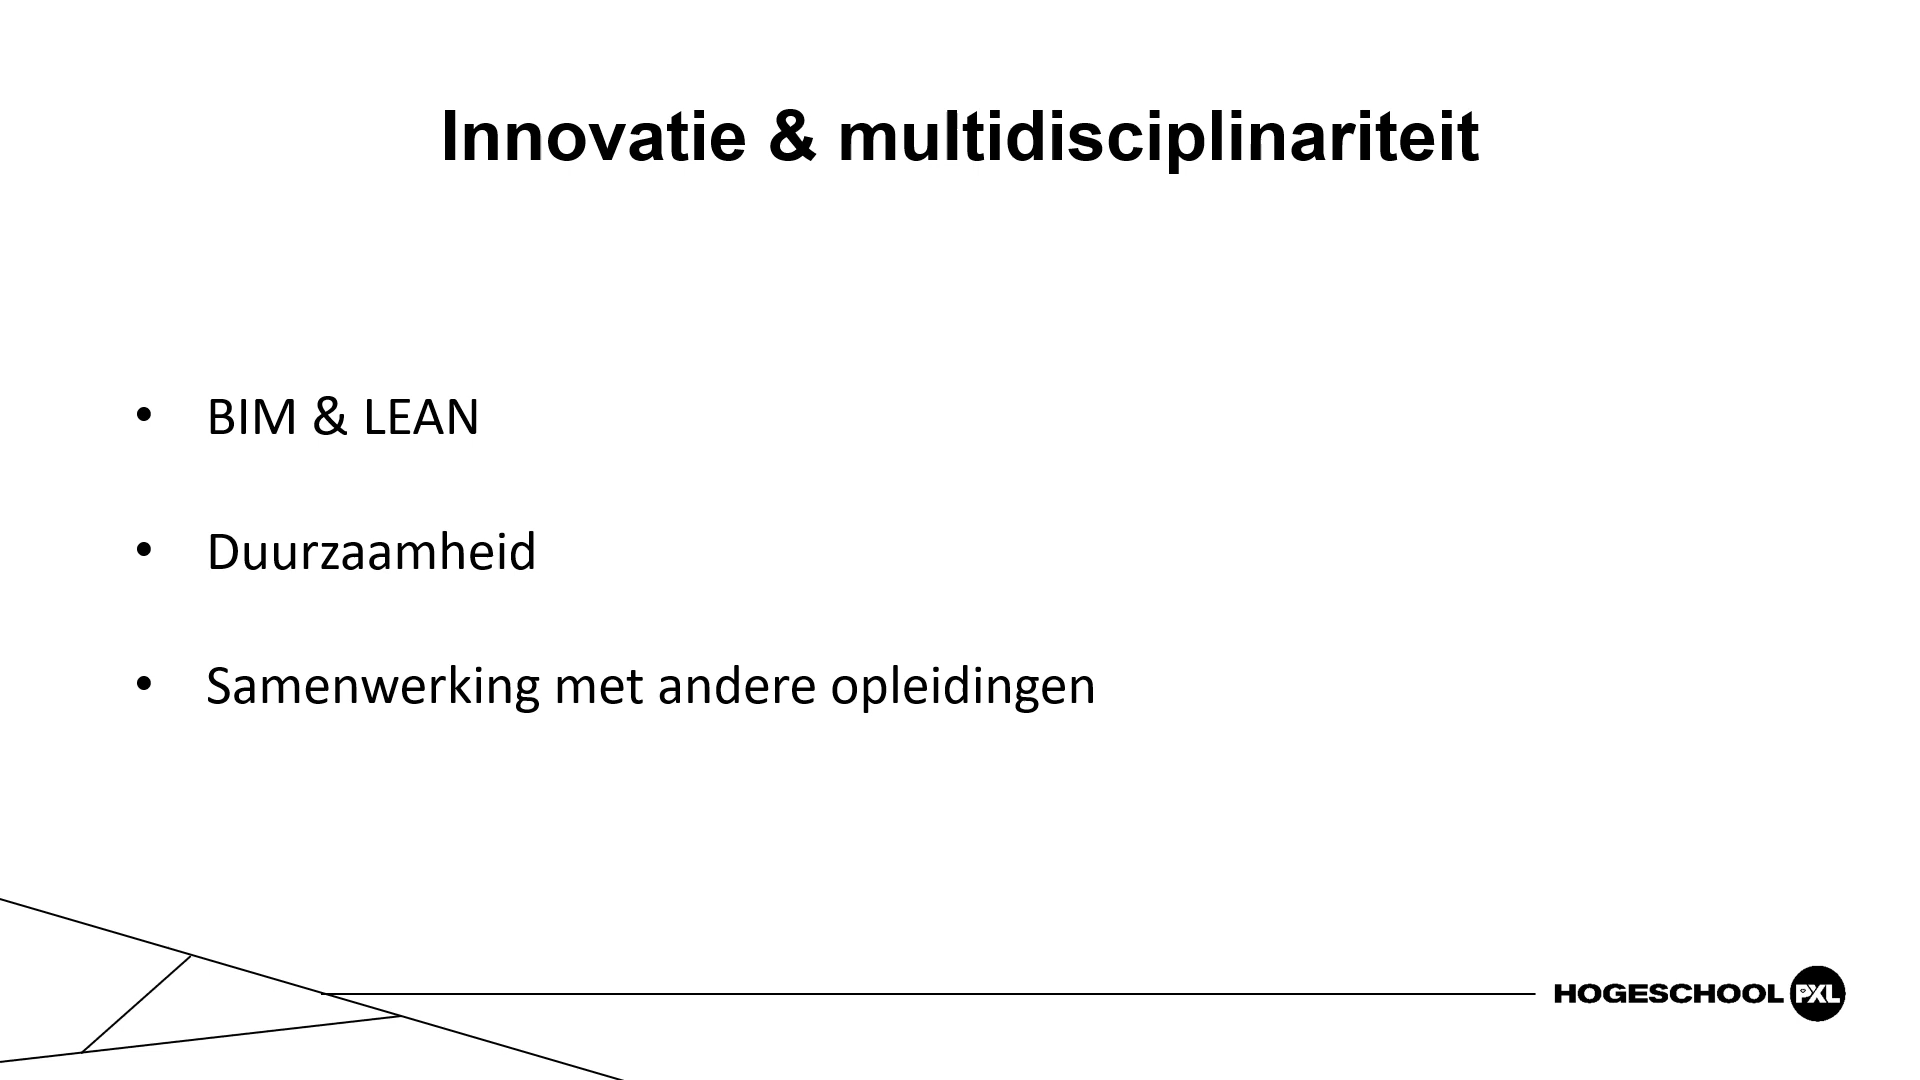 Innovatie & multidisciplinariteit
• BIM & LEAN
• Duurzaamheid
• Samenwerking met andere opleidingen
HOGESCHOOL PXL